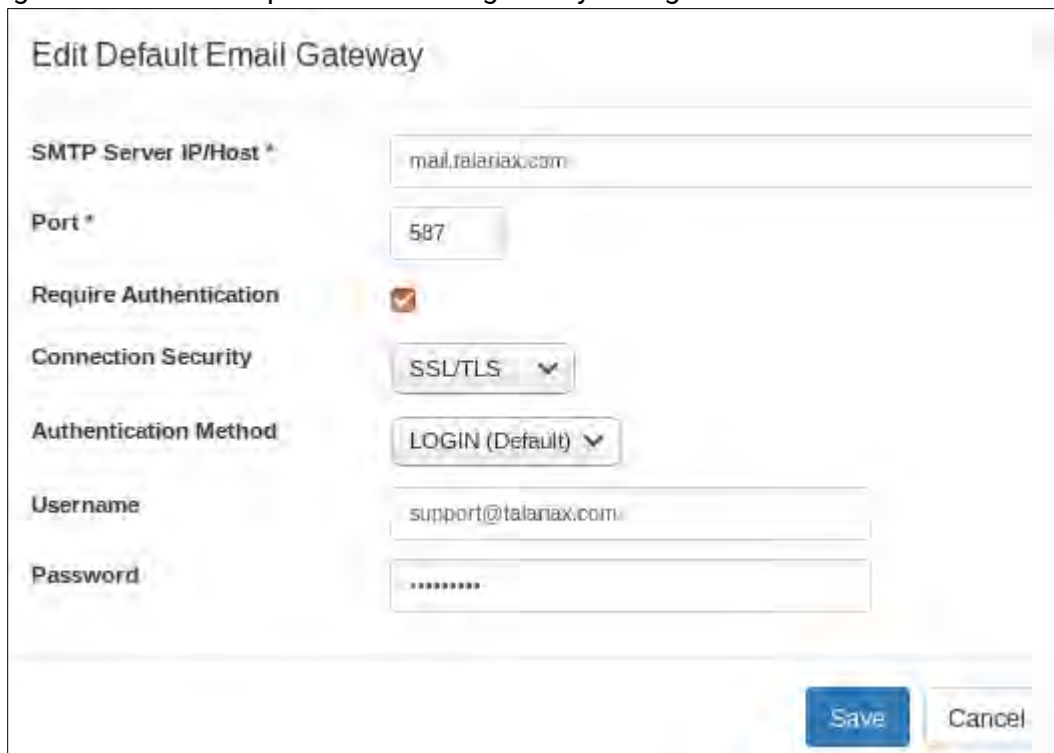 Edit Default Email Gateway
SMTP Server IP/Host *
mail.talariax.com
Port *
587
Require Authentication
Connection Security
SSL/TLS
Authentication Method
LOGIN (Default)
Username
support@talariax.com
Password
•••••••••
Save
Cancel